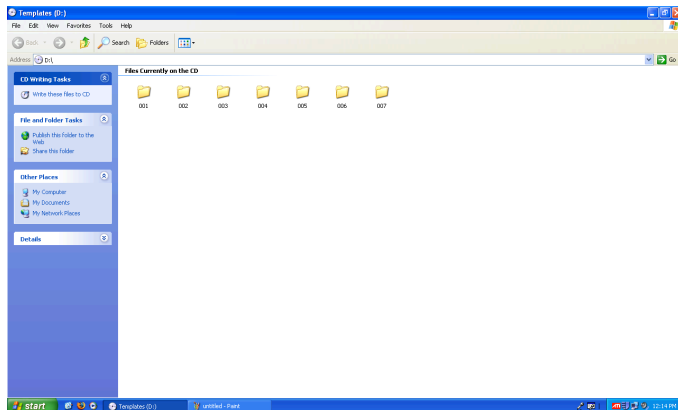 Templates (D:)
File Edit View Favorites Tools Help
Back Search Folders
Address D:\ Go
Files Currently on the CD
CD Writing Tasks
Write these files to CD
001 002 003 004 005 006 007
File and Folder Tasks
Publish this folder to the
Web
Share this folder
Other Places
My Computer
My Documents
My Network Places
Details
start Templates (D:) untitled - Paint 12:14 PM